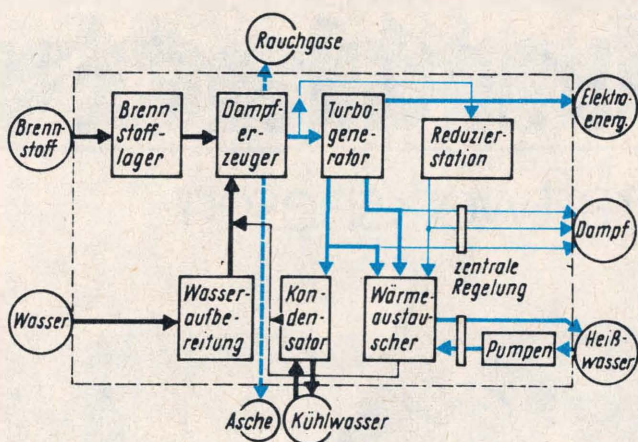 Rauchgase
Brenn-
stoff
Brenn-
stoff-
lager
Dampf-
er-
zeuger
Turbo-
gene-
rator
Reduzier-
station
Elektro-
energ.
Dampf
zentrale
Regelung
Wasser
Wasser-
aufbe-
reitung
Kon-
den-
sator
Wärme-
austau-
scher
Pumpen
Heiß-
wasser
Asche
Kühlwasser